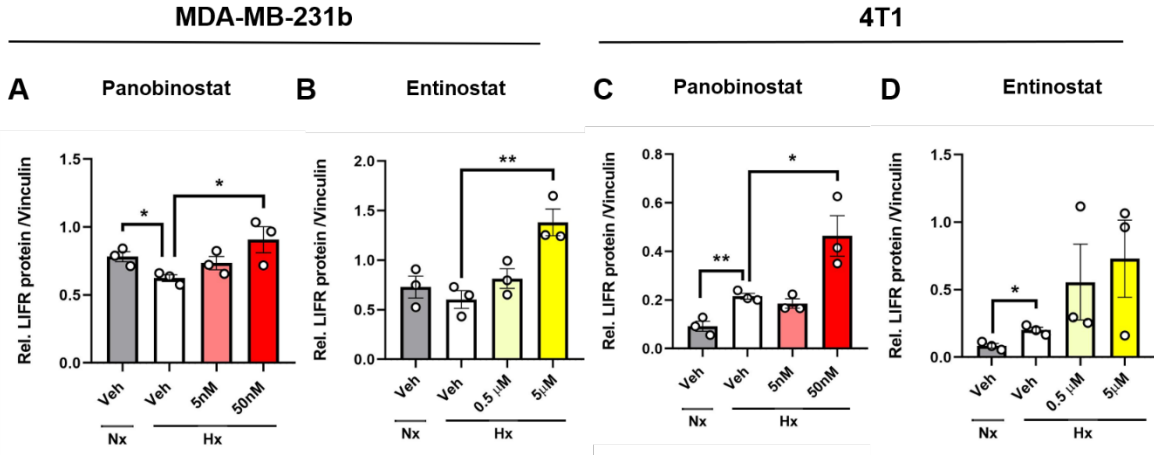 MDA-MB-231b
4T1
A Panobinostat
B Entinostat
C Panobinostat
D Entinostat
Rel. LIFR protein /Vinculin
1.5
1.0
0.5
0.0
*
*
Veh
Veh
5nM
50nM
Nx
Hx
Rel. LIFR protein /Vinculin
2.0
1.5
1.0
0.5
0.0
**
Veh
Veh
0.5 μM
5μM
Nx
Hx
Rel. LIFR protein /Vinculin
0.8
0.6
0.4
0.2
0.0
**
*
Veh
Veh
5nM
50nM
Nx
Hx
Rel. LIFR protein /Vinculin
1.5
1.0
0.5
0.0
*
Veh
Veh
0.5 μM
5μM
Nx
Hx